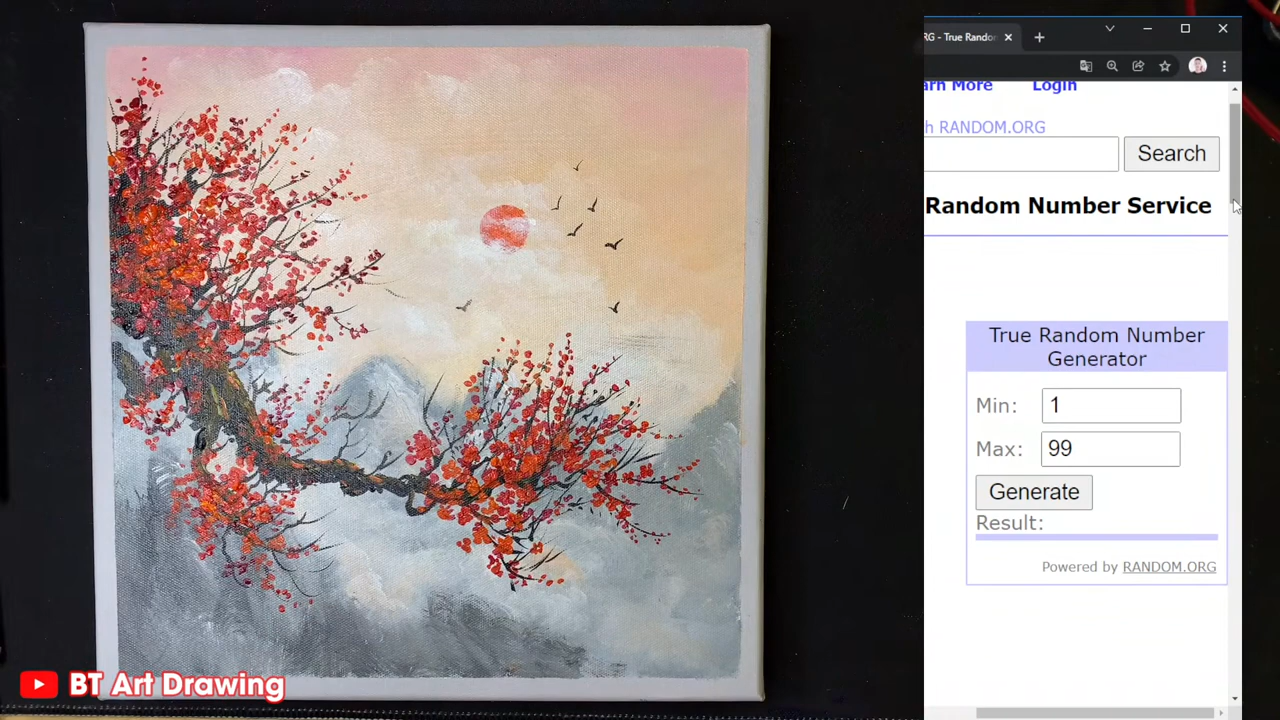 RG - True Random
arn More Login
h RANDOM.ORG
Search
Random Number Service
True Random Number
Generator
Min: 1
Max: 99
Generate
Result:
Powered by RANDOM.ORG
BT Art Drawing